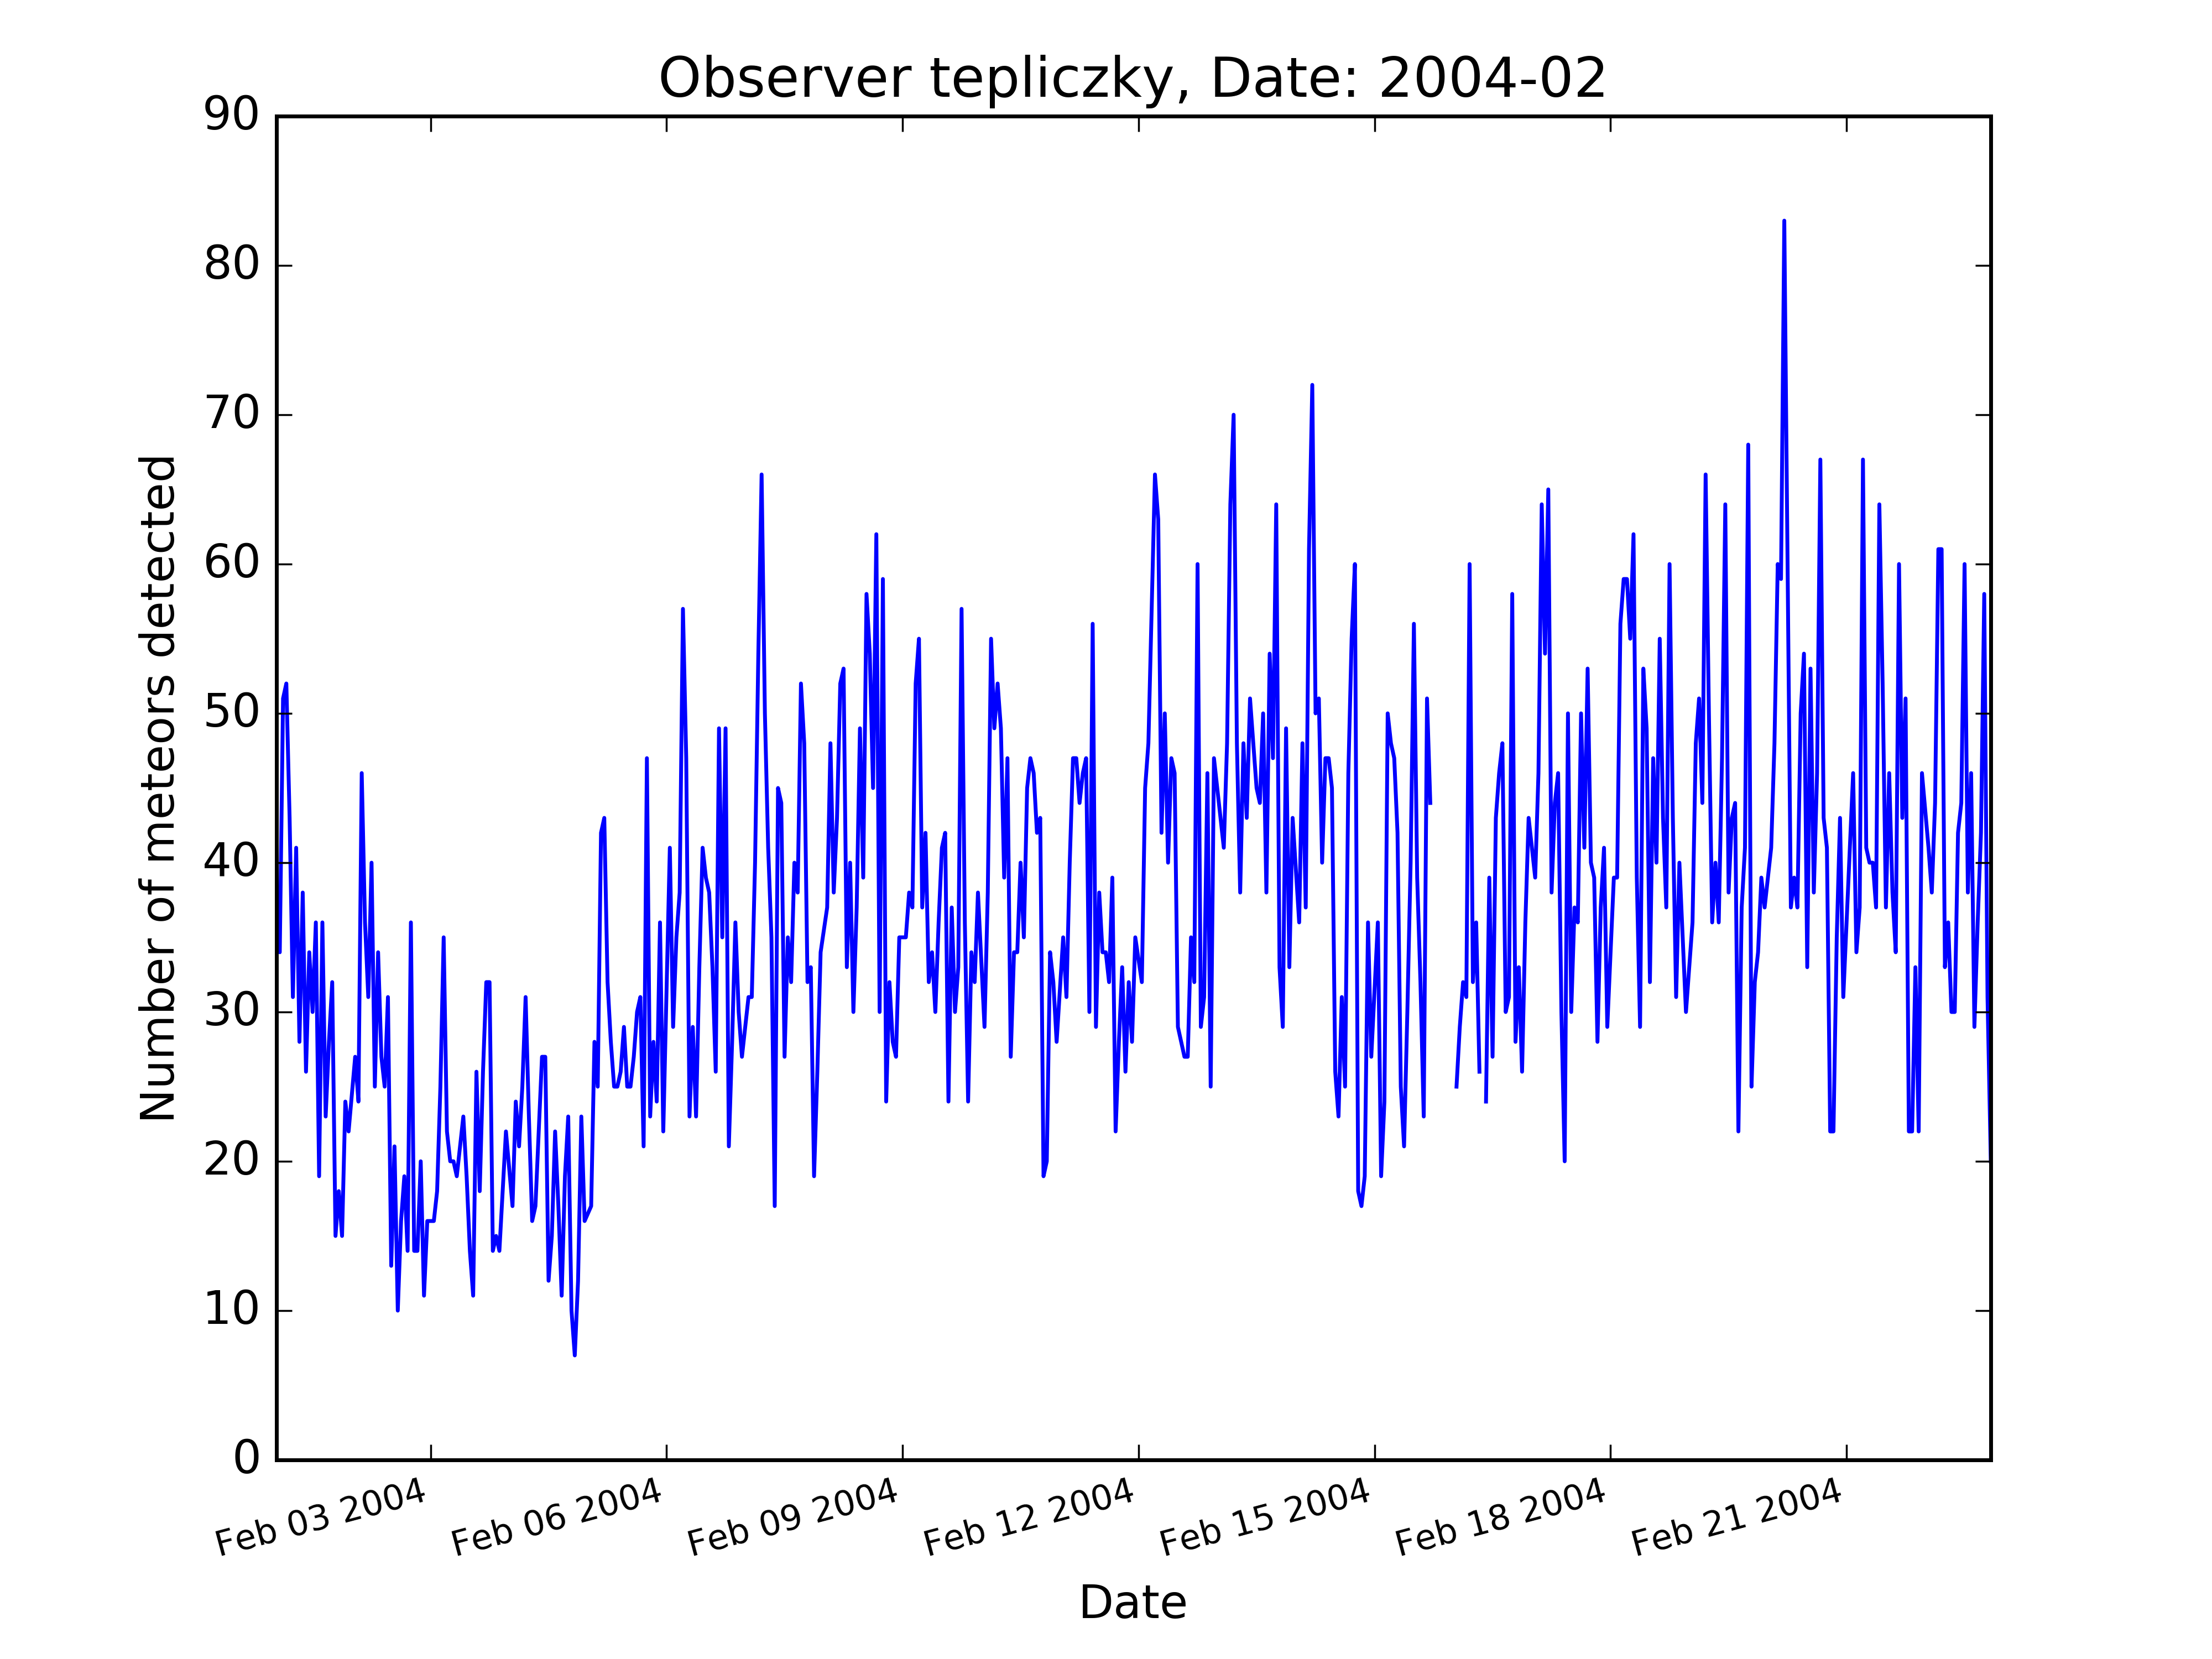 Observer tepliczky, Date: 2004-02
Number of meteors detected
90
80
70
60
50
40
30
20
10
0
Feb 03 2004
Feb 06 2004
Feb 09 2004
Feb 12 2004
Feb 15 2004
Feb 18 2004
Feb 21 2004
Date